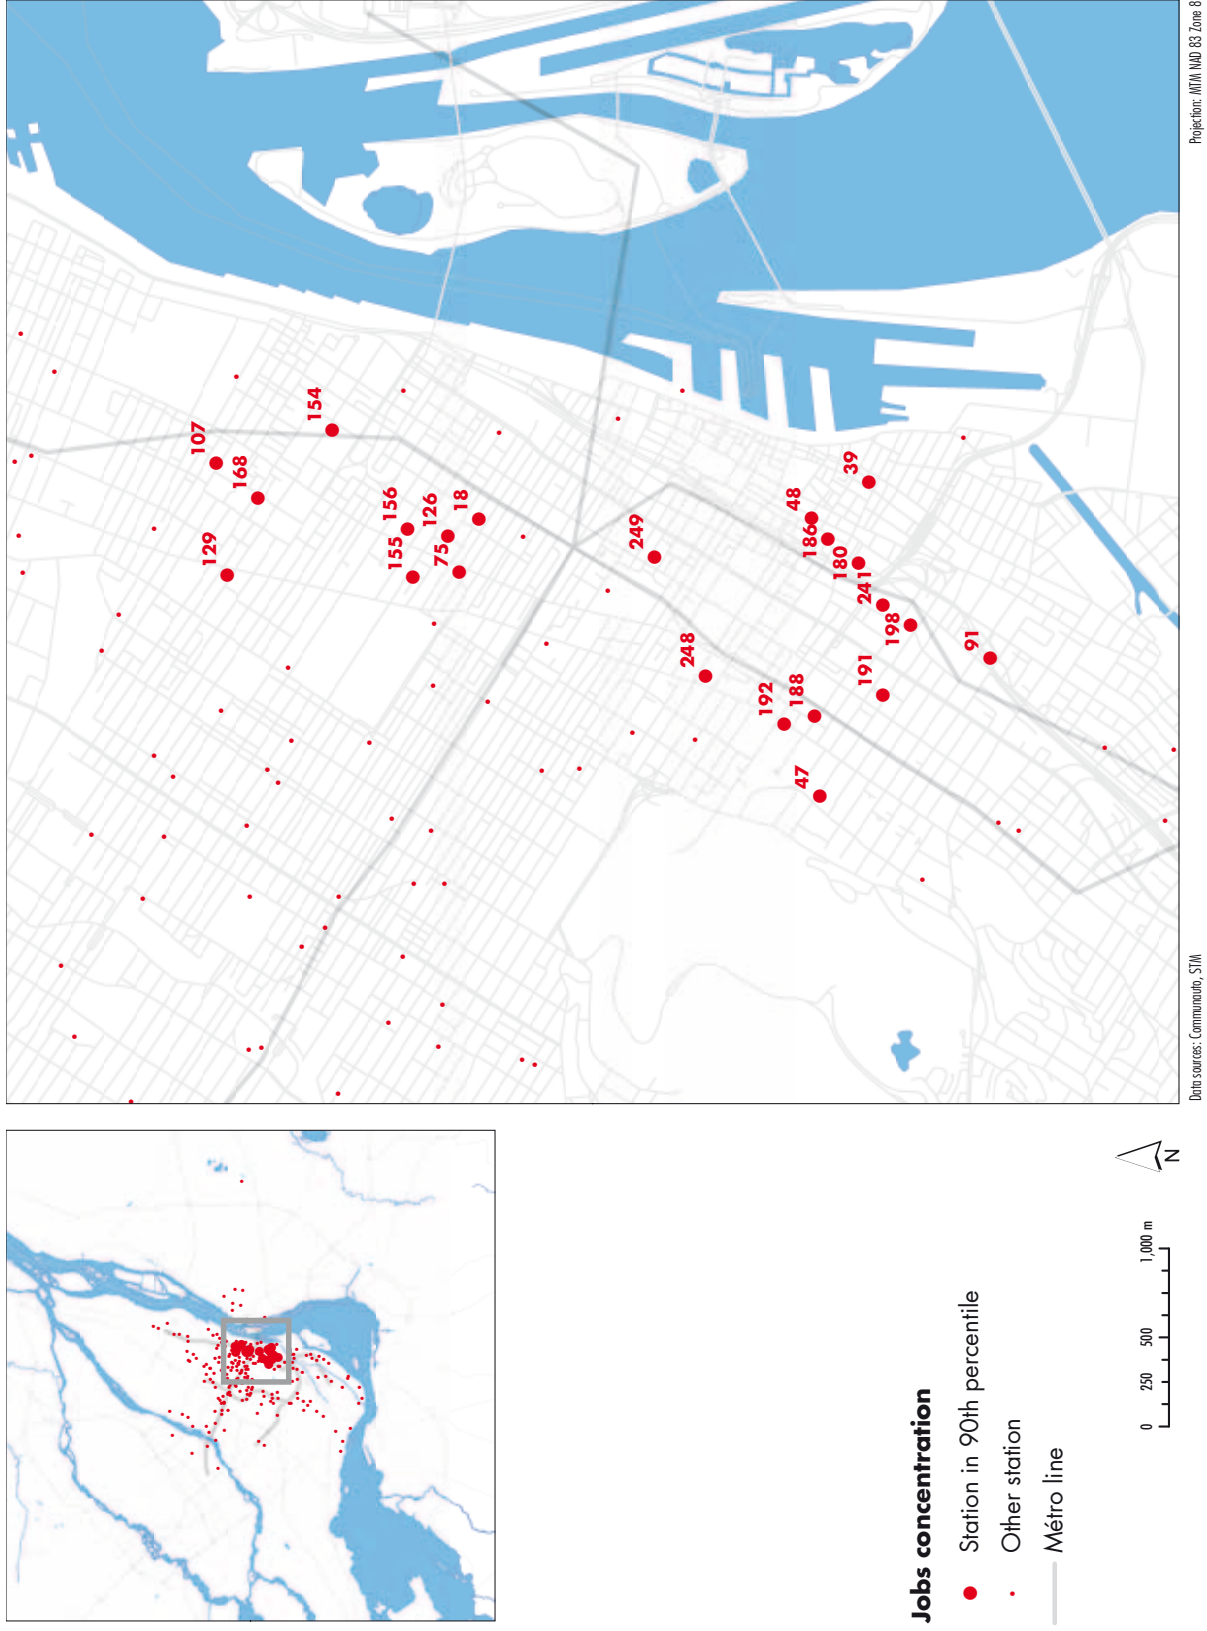 107
129
168
154
156
155
126
75
18
249
248
192
48
188
47
186
180
39
191
241
198
91
Jobs concentration
Station in 90th percentile
Other station
Métro line
0 250 500 1,000 m
N
Data sources: Communauto, STM
Projection: MTM NAD 83 Zone 8